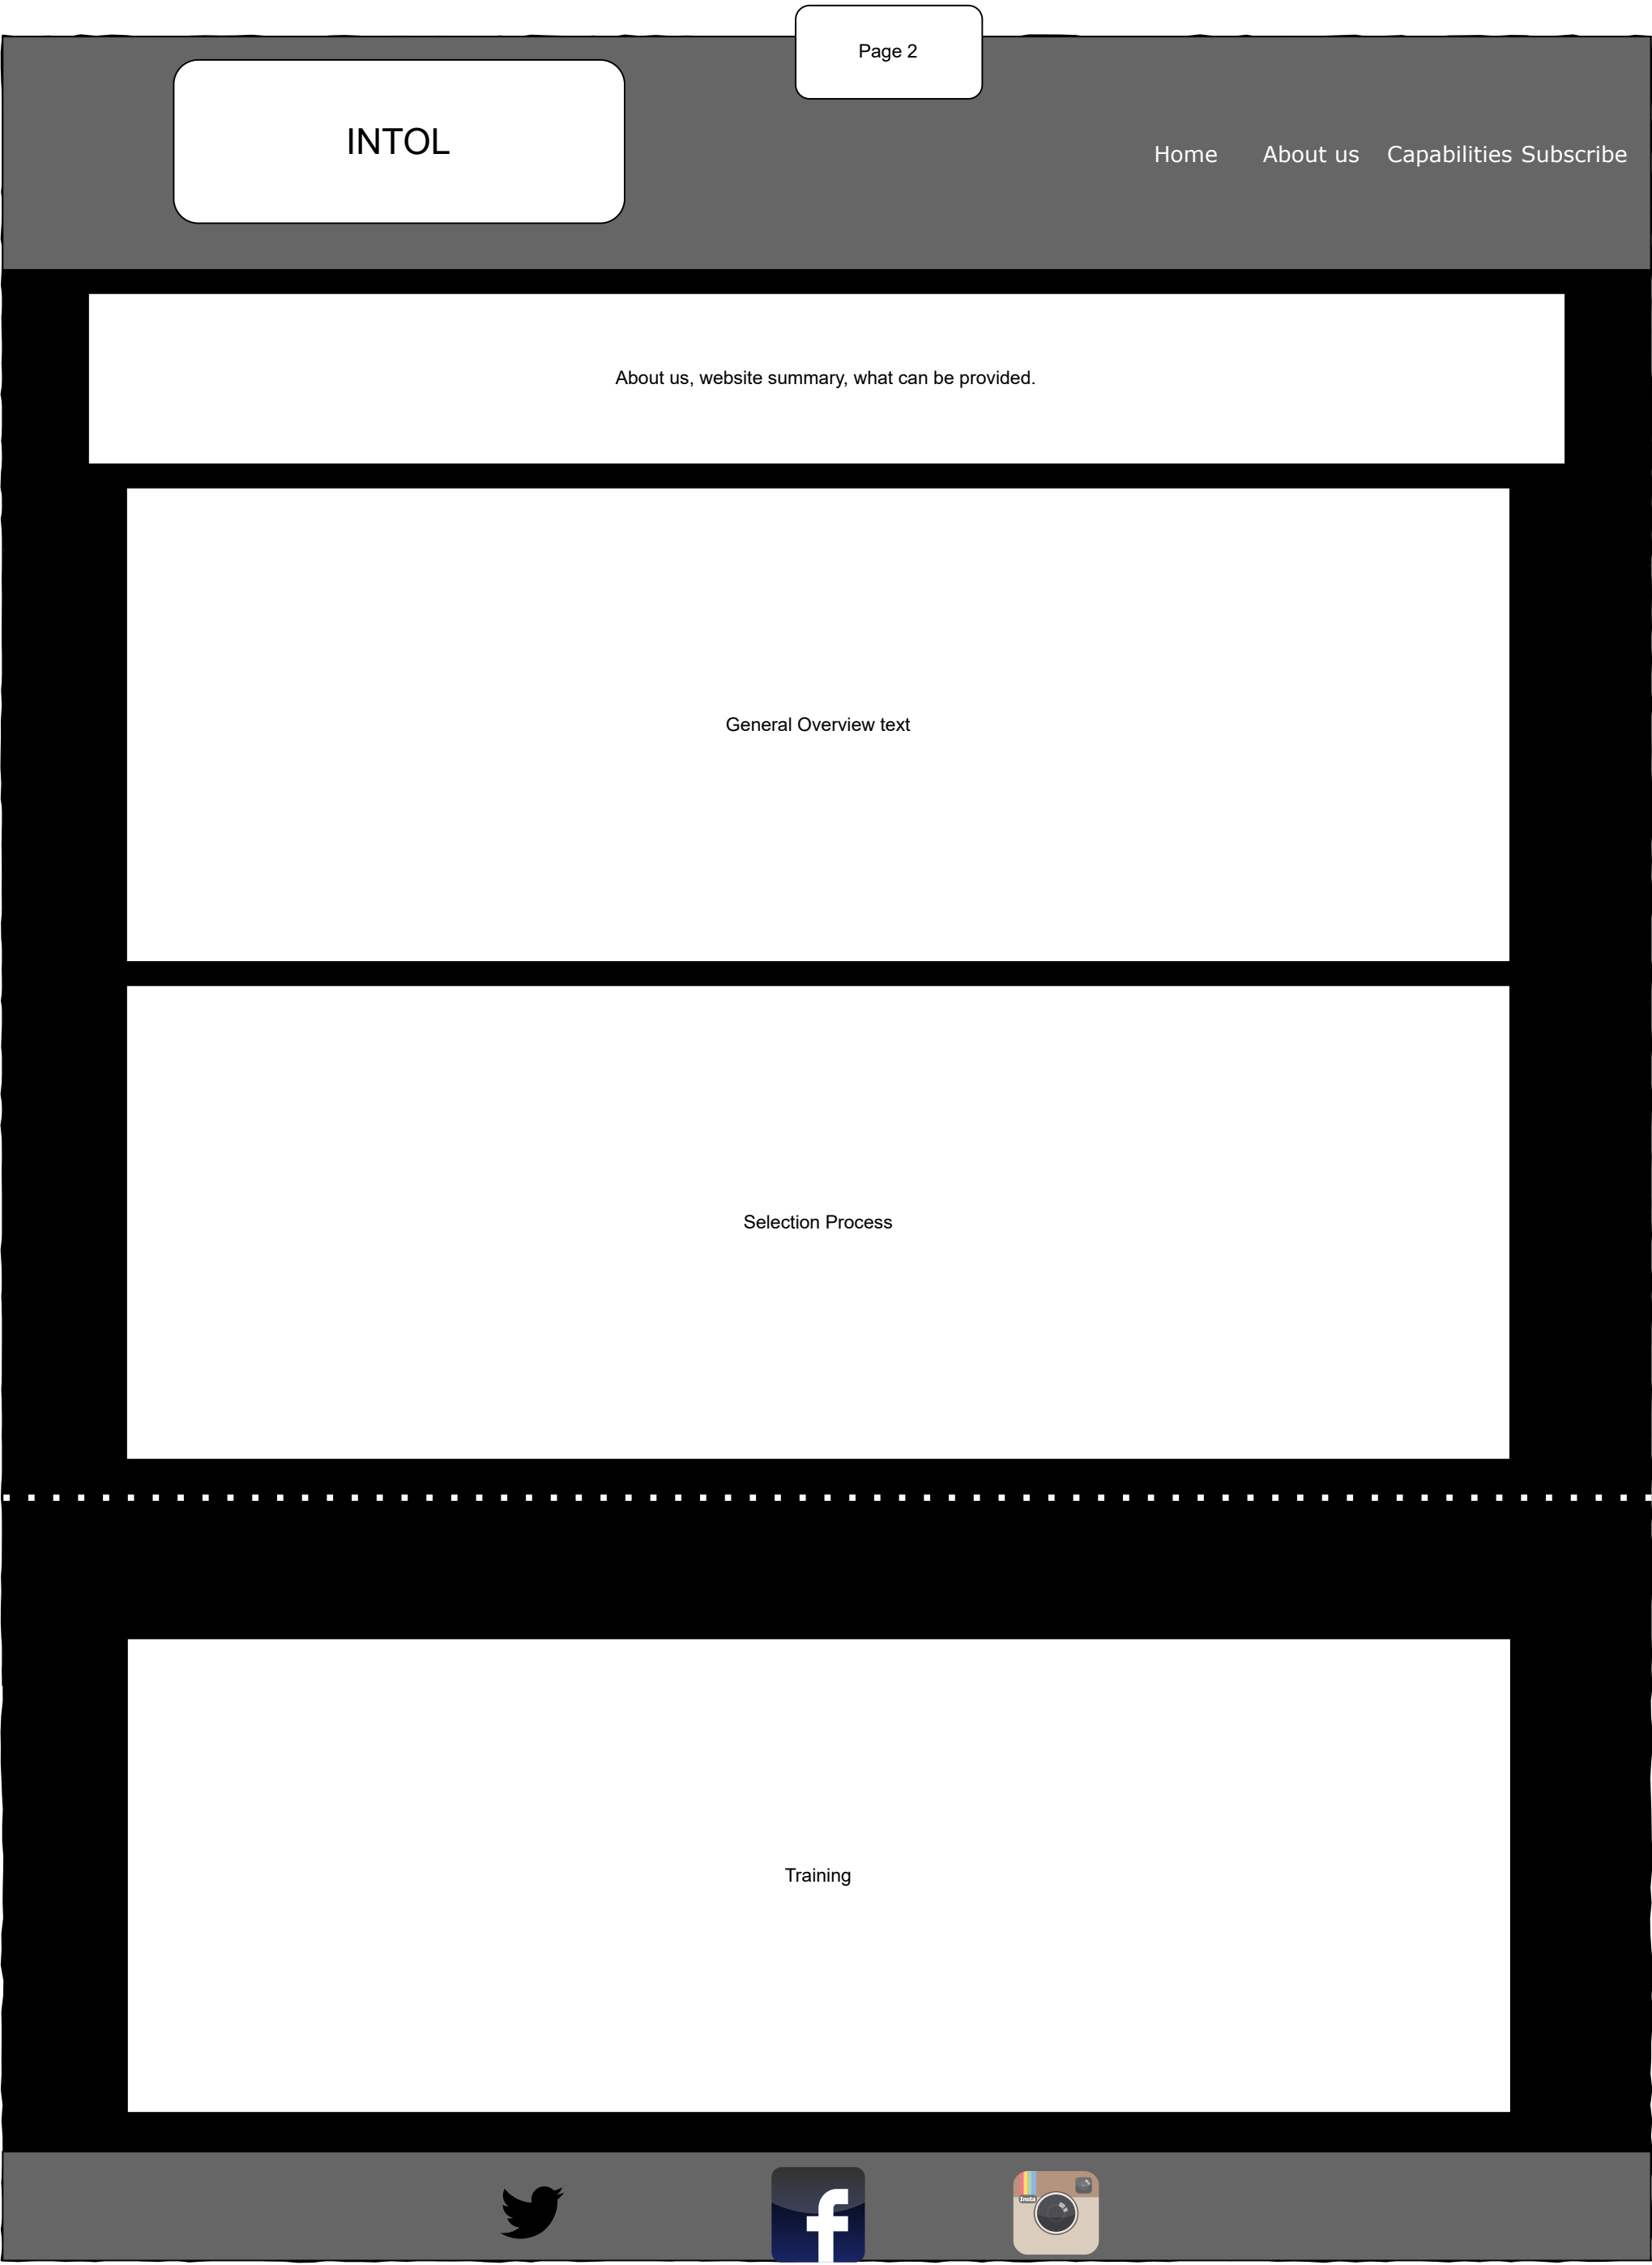 Page 2
INTOL
Home About us Capabilities Subscribe
About us, website summary, what can be provided.
General Overview text
Selection Process
Training
Insta